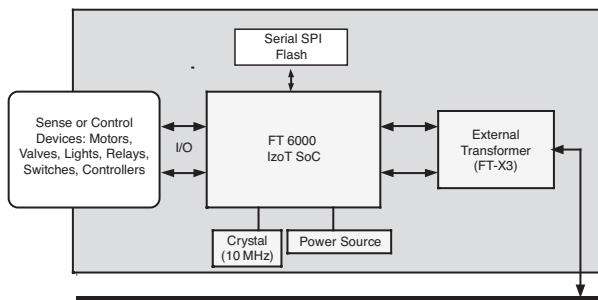 Serial SPI
Flash
Sense or Control
Devices: Motors,
Valves, Lights, Relays,
Switches, Controllers
I/O
FT 6000
IzoT SoC
External
Transformer
(FT-X3)
Crystal
(10 MHz)
Power Source